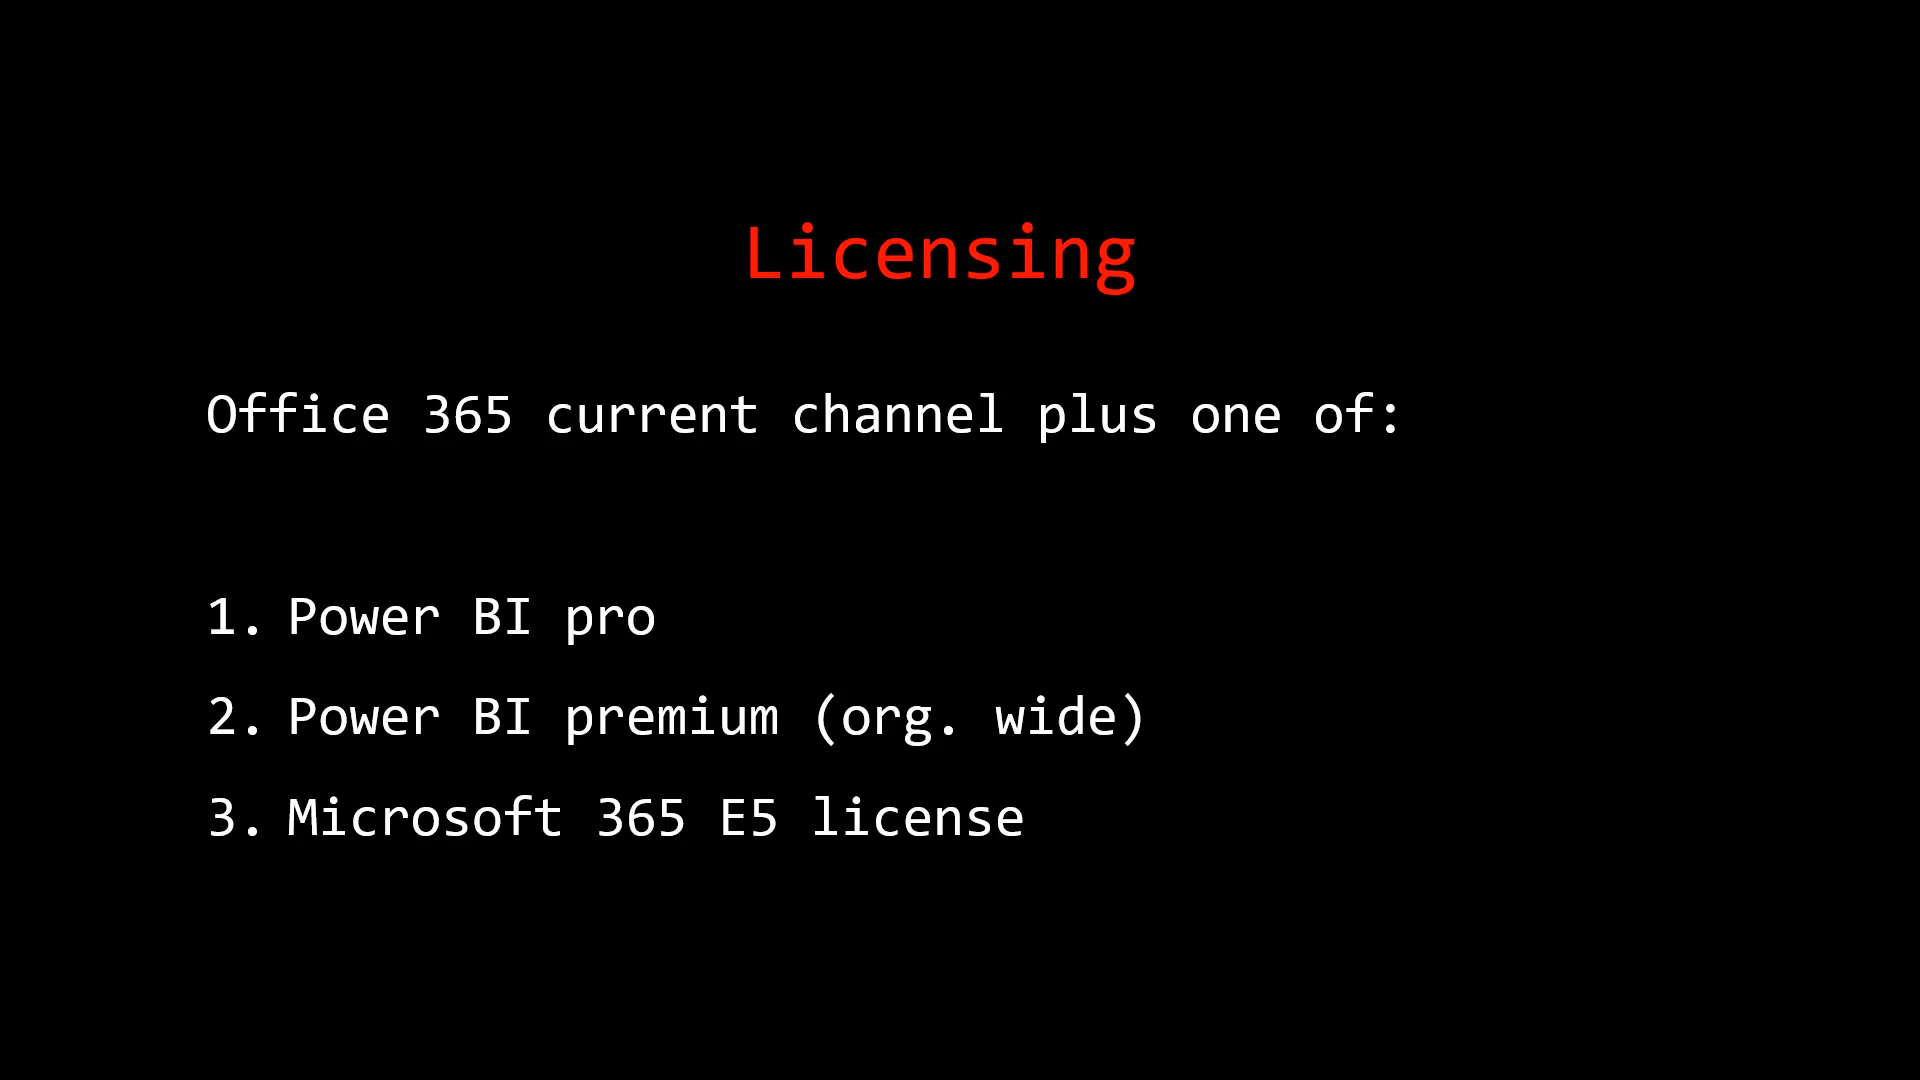 Licensing
Office 365 current channel plus one of:
1. Power BI pro
2. Power BI premium (org. wide)
3. Microsoft 365 E5 license